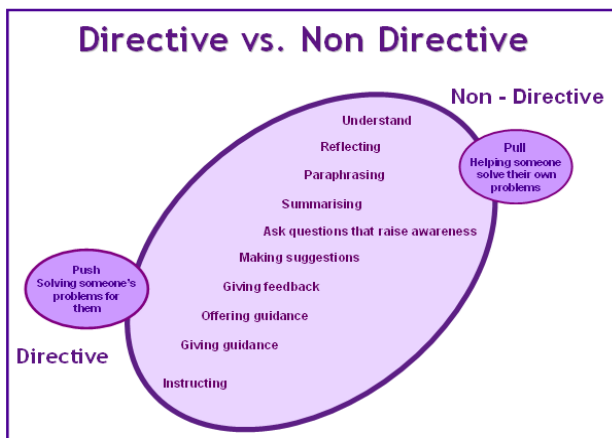 Directive vs. Non Directive
Non - Directive
Understand
Reflecting
Pull
Helping someone
solve their own
problems
Paraphrasing
Summarising
Ask questions that raise awareness
Making suggestions
Push
Solving someone's
problems for
them
Giving feedback
Offering guidance
Giving guidance
Directive
Instructing